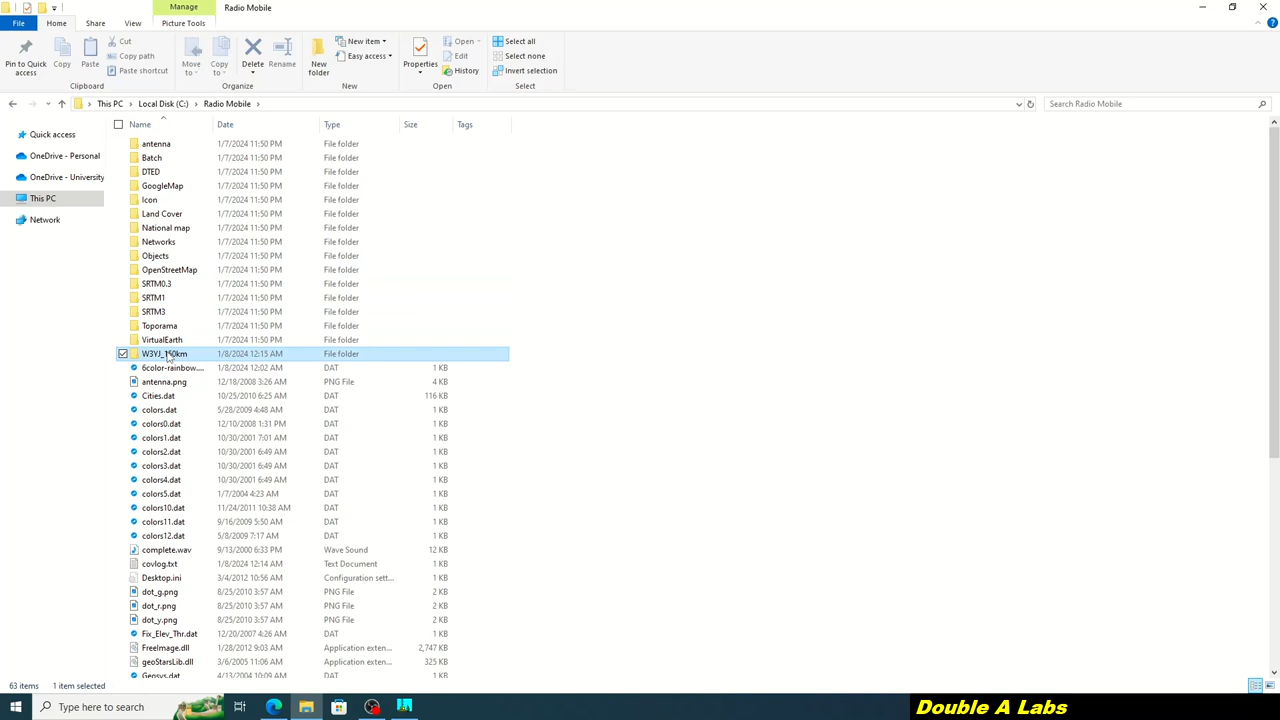 Manage
Radio Mobile
File
Home
Share
View
Picture Tools
Pin to Quick access
Copy
Paste
Cut
Copy path
Paste shortcut
Clipboard
Move to
Copy to
Delete
Rename
Organize
New folder
New item
Easy access
New
Properties
Open
Edit
History
Open
Select all
Select none
Invert selection
Select
This PC
Local Disk (C:)
Radio Mobile
Search Radio Mobile
Quick access
OneDrive - Personal
OneDrive - University
This PC
Network
Name Date Type Size Tags
antenna 1/7/2024 11:50 PM File folder
Batch 1/7/2024 11:50 PM File folder
DTED 1/7/2024 11:50 PM File folder
GoogleMap 1/7/2024 11:50 PM File folder
Icon 1/7/2024 11:50 PM File folder
Land Cover 1/7/2024 11:50 PM File folder
National map 1/7/2024 11:50 PM File folder
Networks 1/7/2024 11:50 PM File folder
Objects 1/7/2024 11:50 PM File folder
OpenStreetMap 1/7/2024 11:50 PM File folder
SRTM0.3 1/7/2024 11:50 PM File folder
SRTM1 1/7/2024 11:50 PM File folder
SRTM3 1/7/2024 11:50 PM File folder
Toporama 1/7/2024 11:50 PM File folder
VirtualEarth 1/7/2024 11:50 PM File folder
1/8/2024 12:15 AM File folder
6color-rainbow.... 1/8/2024 12:02 AM DAT 1 KB
antenna.png 12/18/2008 3:26 AM PNG File 4 KB
Cities.dat 10/25/2010 6:25 AM DAT 116 KB
colors.dat 5/28/2009 4:48 AM DAT 1 KB
colors0.dat 12/10/2008 1:31 PM DAT 1 KB
colors1.dat 10/30/2001 7:01 AM DAT 1 KB
colors2.dat 10/30/2001 6:49 AM DAT 1 KB
colors3.dat 10/30/2001 6:49 AM DAT 1 KB
colors4.dat 10/30/2001 6:49 AM DAT 1 KB
colors5.dat 1/7/2004 4:23 AM DAT 1 KB
colors10.dat 11/24/2011 10:38 AM DAT 1 KB
colors11.dat 9/16/2009 5:50 AM DAT 1 KB
colors12.dat 5/8/2009 7:17 AM DAT 1 KB
complete.wav 9/13/2000 6:33 PM Wave Sound 12 KB
covlog.txt 1/8/2024 12:14 AM Text Document 1 KB
Desktop.ini 3/4/2012 10:56 AM Configuration sett... 1 KB
dot_g.png 8/25/2010 3:57 AM PNG File 2 KB
dot_r.png 8/25/2010 3:57 AM PNG File 2 KB
dot_y.png 8/25/2010 3:57 AM PNG File 2 KB
Fix_Elev_Thr.dat 12/20/2007 4:26 AM DAT 1 KB
FreeImage.dll 1/28/2012 9:03 AM Application exten... 2,747 KB
geoStarsLib.dll 3/6/2005 11:06 AM Application exten... 325 KB
Geosys.dat 4/13/2004 10:09 AM DAT 1 KB
63 items 1 item selected
Type here to search
Double A Labs